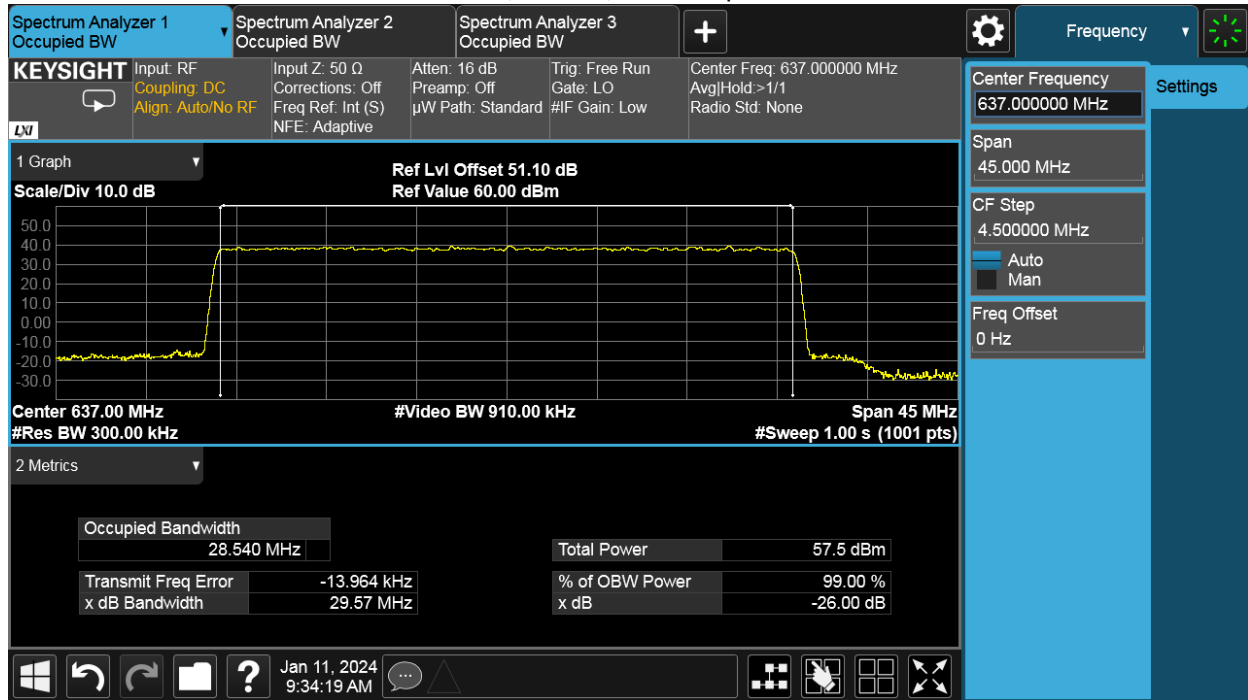 Spectrum Analyzer 1
Occupied BW
Spectrum Analyzer 2
Occupied BW
Spectrum Analyzer 3
Occupied BW
+
Frequency
KEYSIGHT
LXI
Input: RF
Coupling: DC
Align: Auto/No RF
Input Z: 50 Ω
Corrections: Off
Freq Ref: Int (S)
NFE: Adaptive
Atten: 16 dB
Preamp: Off
µW Path: Standard
Trig: Free Run
Gate: LO
#IF Gain: Low
Center Freq: 637.000000 MHz
Avg|Hold:>1/1
Radio Std: None
1 Graph
Scale/Div 10.0 dB
Ref Lvl Offset 51.10 dB
Ref Value 60.00 dBm
50.0
40.0
30.0
20.0
10.0
0.00
-10.0
-20.0
-30.0
Center 637.00 MHz
#Res BW 300.00 kHz
#Video BW 910.00 kHz
Span 45 MHz
#Sweep 1.00 s (1001 pts)
2 Metrics
Occupied Bandwidth
28.540 MHz
Total Power 57.5 dBm
Transmit Freq Error -13.964 kHz
% of OBW Power 99.00 %
x dB Bandwidth 29.57 MHz
x dB -26.00 dB
Center Frequency
637.000000 MHz
Settings
Span
45.000 MHz
CF Step
4.500000 MHz
Auto
Man
Freq Offset
0 Hz
?
Jan 11, 2024
9:34:19 AM